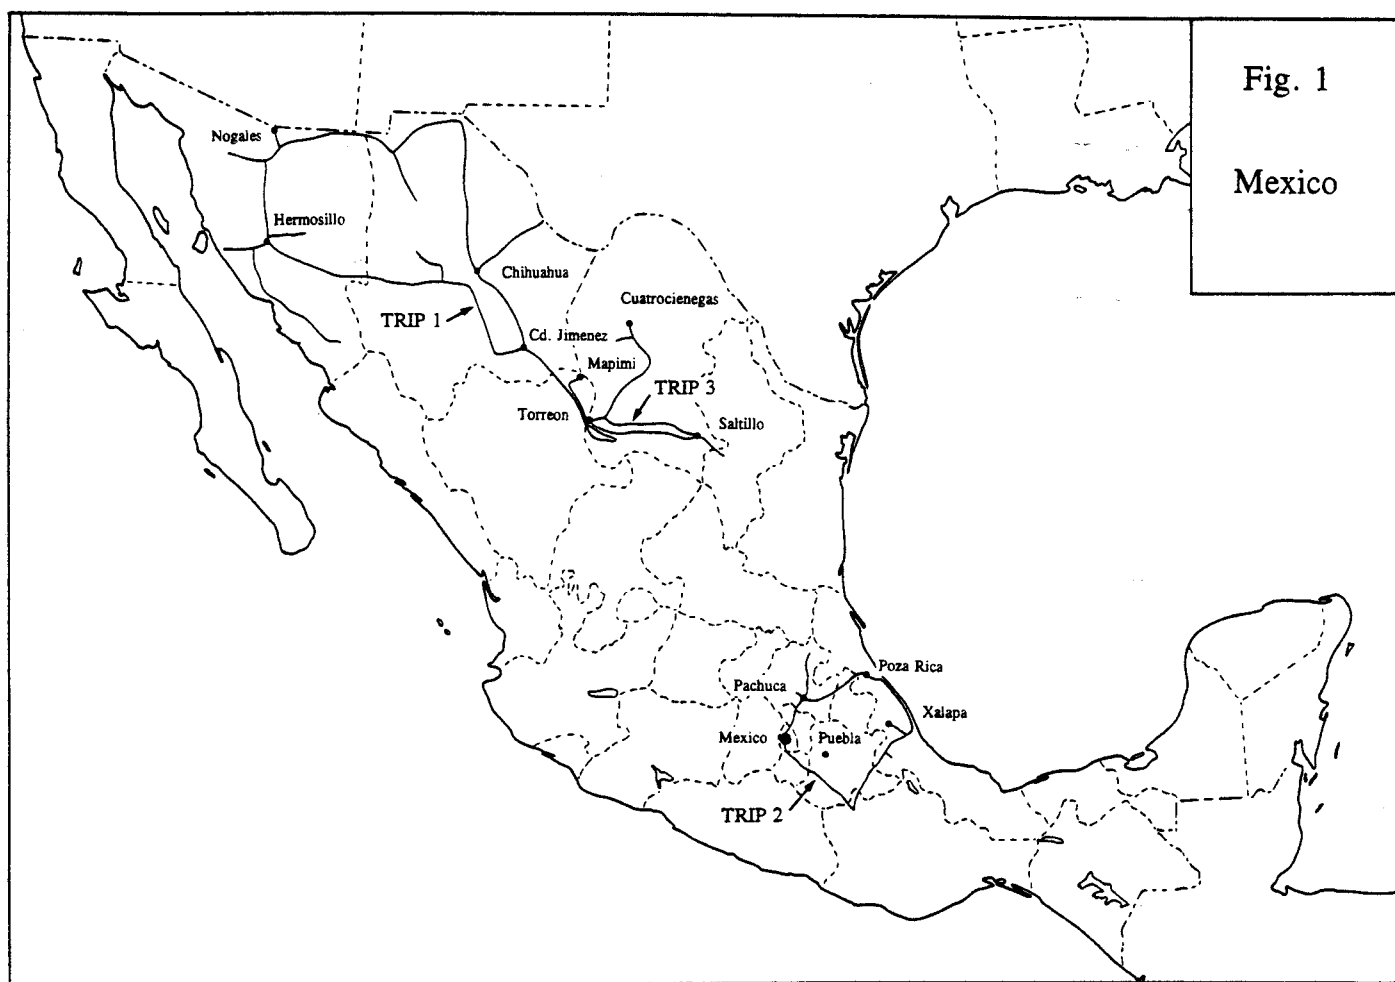 Fig. 1
Mexico
Nogales
Hermosillo
Chihuahua
Cuatrocienegas
TRIP 1
Cd. Jimenez
Mapimi
TRIP 3
Torreon
Saltillo
Poza Rica
Pachuca
Xalapa
Mexico
Puebla
TRIP 2